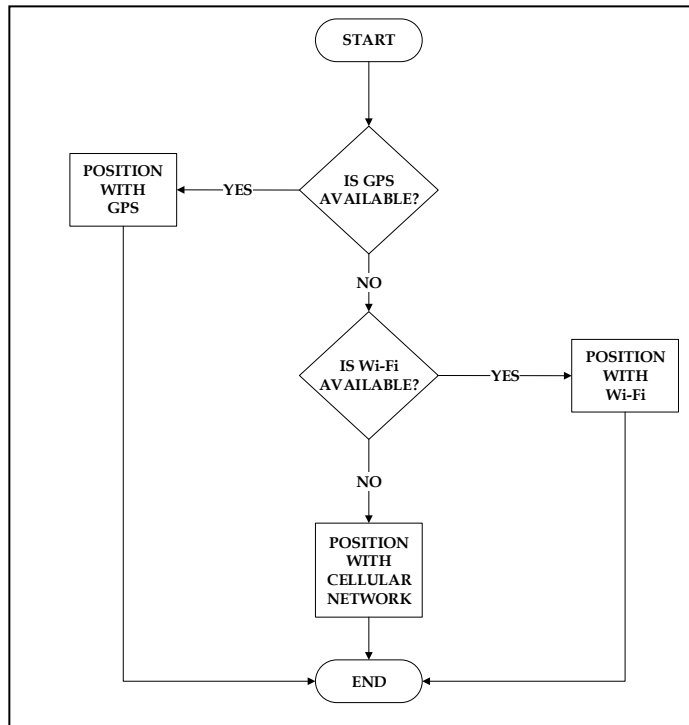 START
IS GPS
AVAILABLE?
YES
POSITION
WITH
GPS
NO
IS Wi-Fi
AVAILABLE?
YES
POSITION
WITH
Wi-Fi
NO
POSITION
WITH
CELLULAR
NETWORK
END